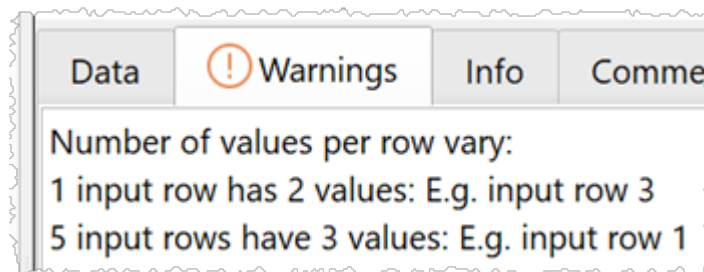 Data Warnings Info Comme
Number of values per row vary:
1 input row has 2 values: E.g. input row 3
5 input rows have 3 values: E.g. input row 1